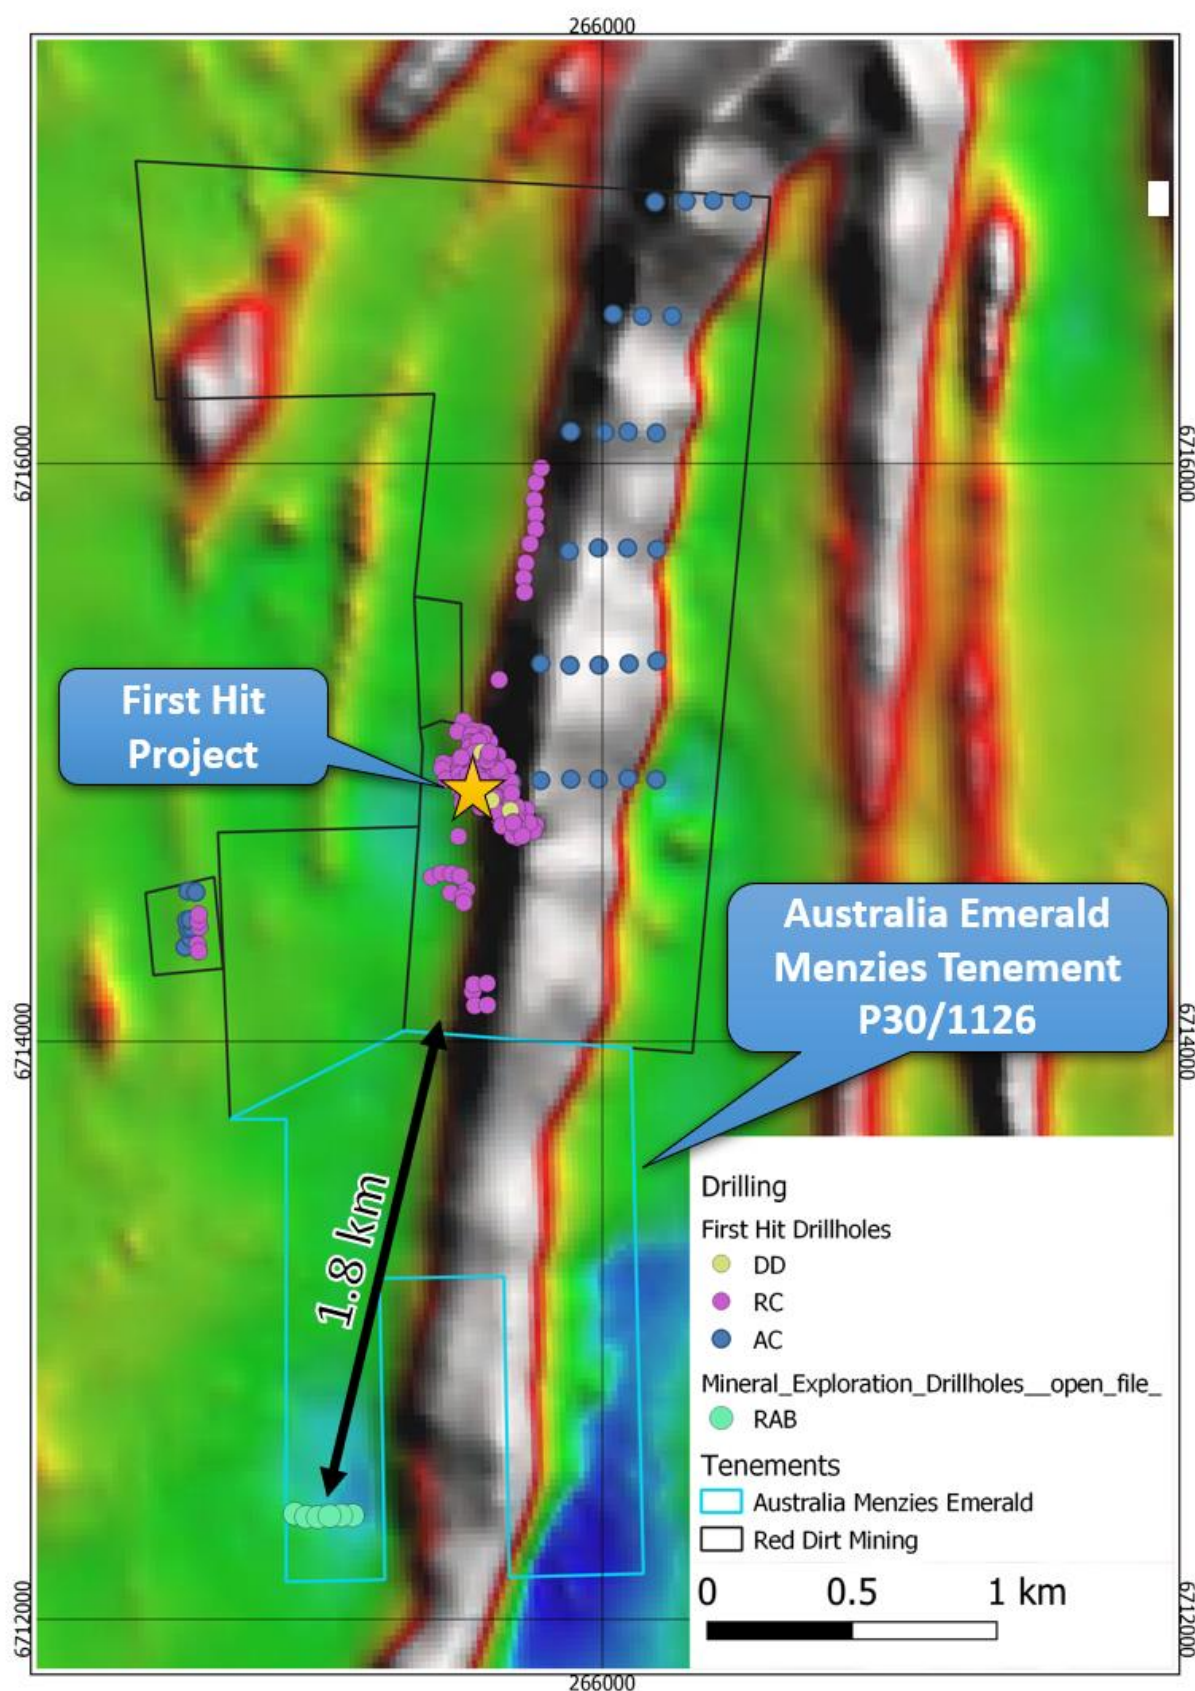 266000
6716000
6716000
First Hit
Project
Australia Emerald
Menzies Tenement
P30/1126
6714000
6714000
1.8 km
Drilling
First Hit Drillholes
DD
RC
AC
Mineral_Exploration_Drillholes__open_file_
RAB
Tenements
Australia Menzies Emerald
Red Dirt Mining
0 0.5 1 km
6712000
6712000
266000